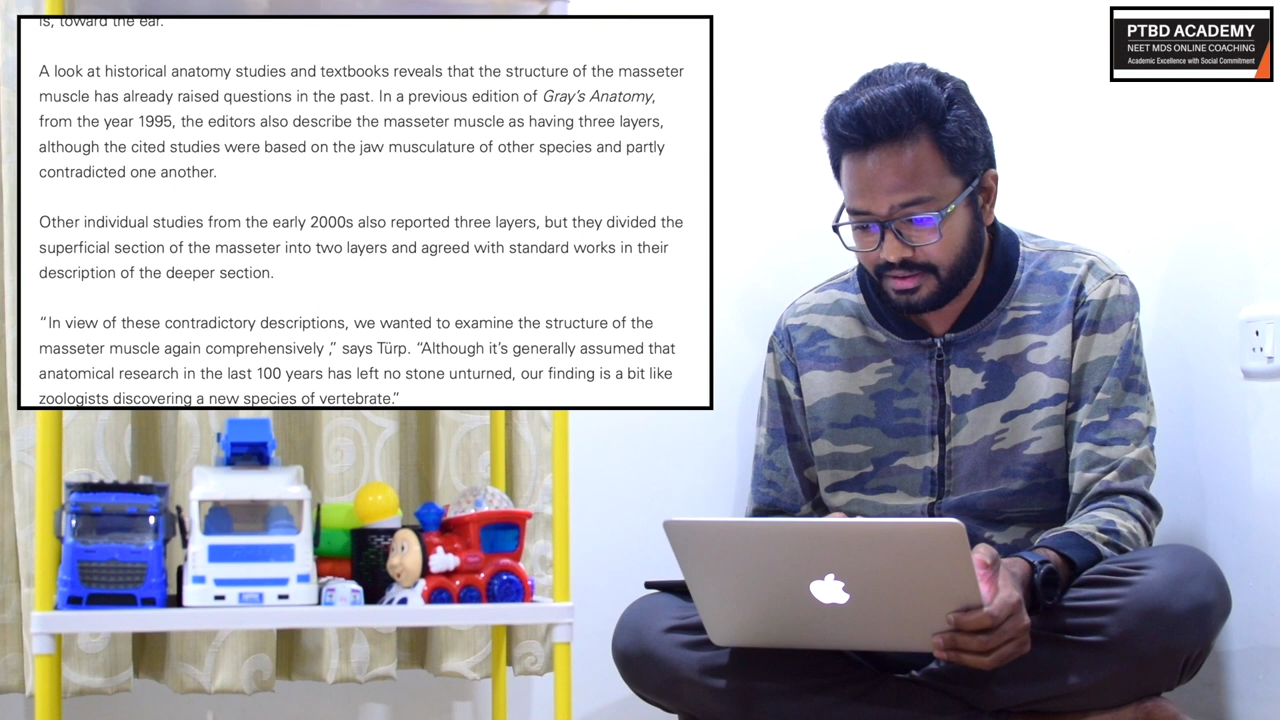 is, toward the ear.
A look at historical anatomy studies and textbooks reveals that the structure of the masseter
muscle has already raised questions in the past. In a previous edition of Gray's Anatomy,
from the year 1995, the editors also describe the masseter muscle as having three layers,
although the cited studies were based on the jaw musculature of other species and partly
contradicted one another.
Other individual studies from the early 2000s also reported three layers, but they divided the
superficial section of the masseter into two layers and agreed with standard works in their
description of the deeper section.
“In view of these contradictory descriptions, we wanted to examine the structure of the
masseter muscle again comprehensively ,” says Türp. “Although it’s generally assumed that
anatomical research in the last 100 years has left no stone unturned, our finding is a bit like
zoologists discovering a new species of vertebrate.”
PTBD ACADEMY
NEET MDS ONLINE COACHING
Academic Excellence with Social Commitment